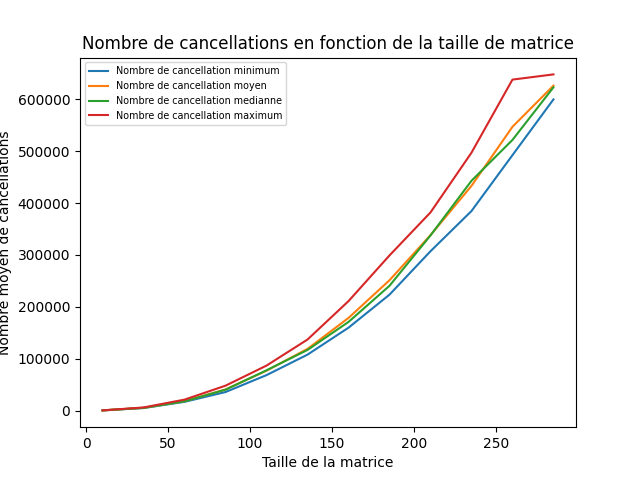 Nombre de cancellations en fonction de la taille de matrice
Nombre de cancellation minimum
Nombre de cancellation moyen
Nombre de cancellation medianne
Nombre de cancellation maximum
600000
500000
400000
300000
200000
100000
0
Nombre moyen de cancellations
0 50 100 150 200 250
Taille de la matrice